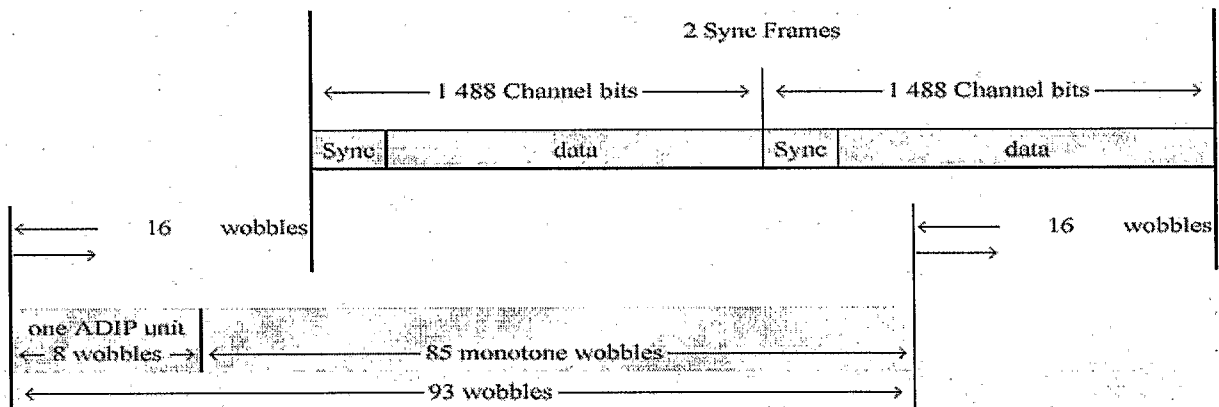 2 Sync Frames
1 488 Channel bits 1 488 Channel bits
Sync data Sync data
16 wobbles 16 wobbles
one ADIP unit
8 wobbles 85 monotone wobbles
93 wobbles